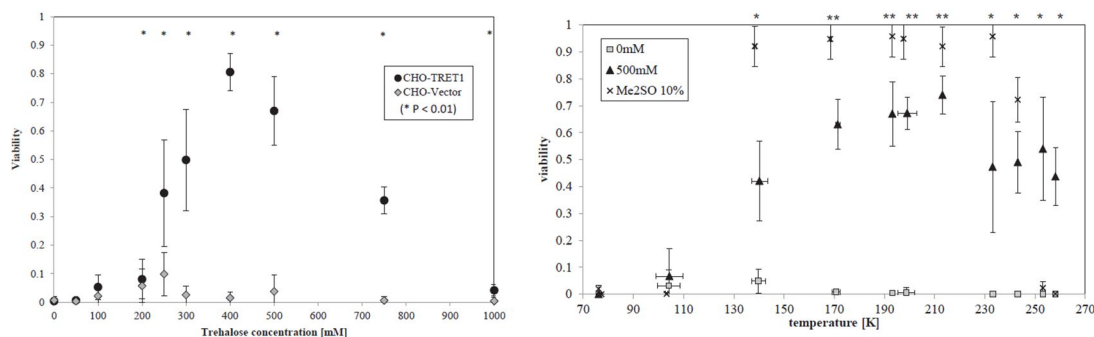 * * * * * * *
1
0.9
0.8
0.7
0.6
0.5
0.4
0.3
0.2
0.1
0
Viability
CHO-TRET1
CHO-Vector
(* P < 0.01)
0 100 200 300 400 500 600 700 800 900 1000
Trehalose concentration [mM]
* ** ** ** ** * * * *
1
0.9
0.8
0.7
0.6
0.5
0.4
0.3
0.2
0.1
0
viability
0mM
500mM
Me2SO 10%
70 90 110 130 150 170 190 210 230 250 270
temperature [K]